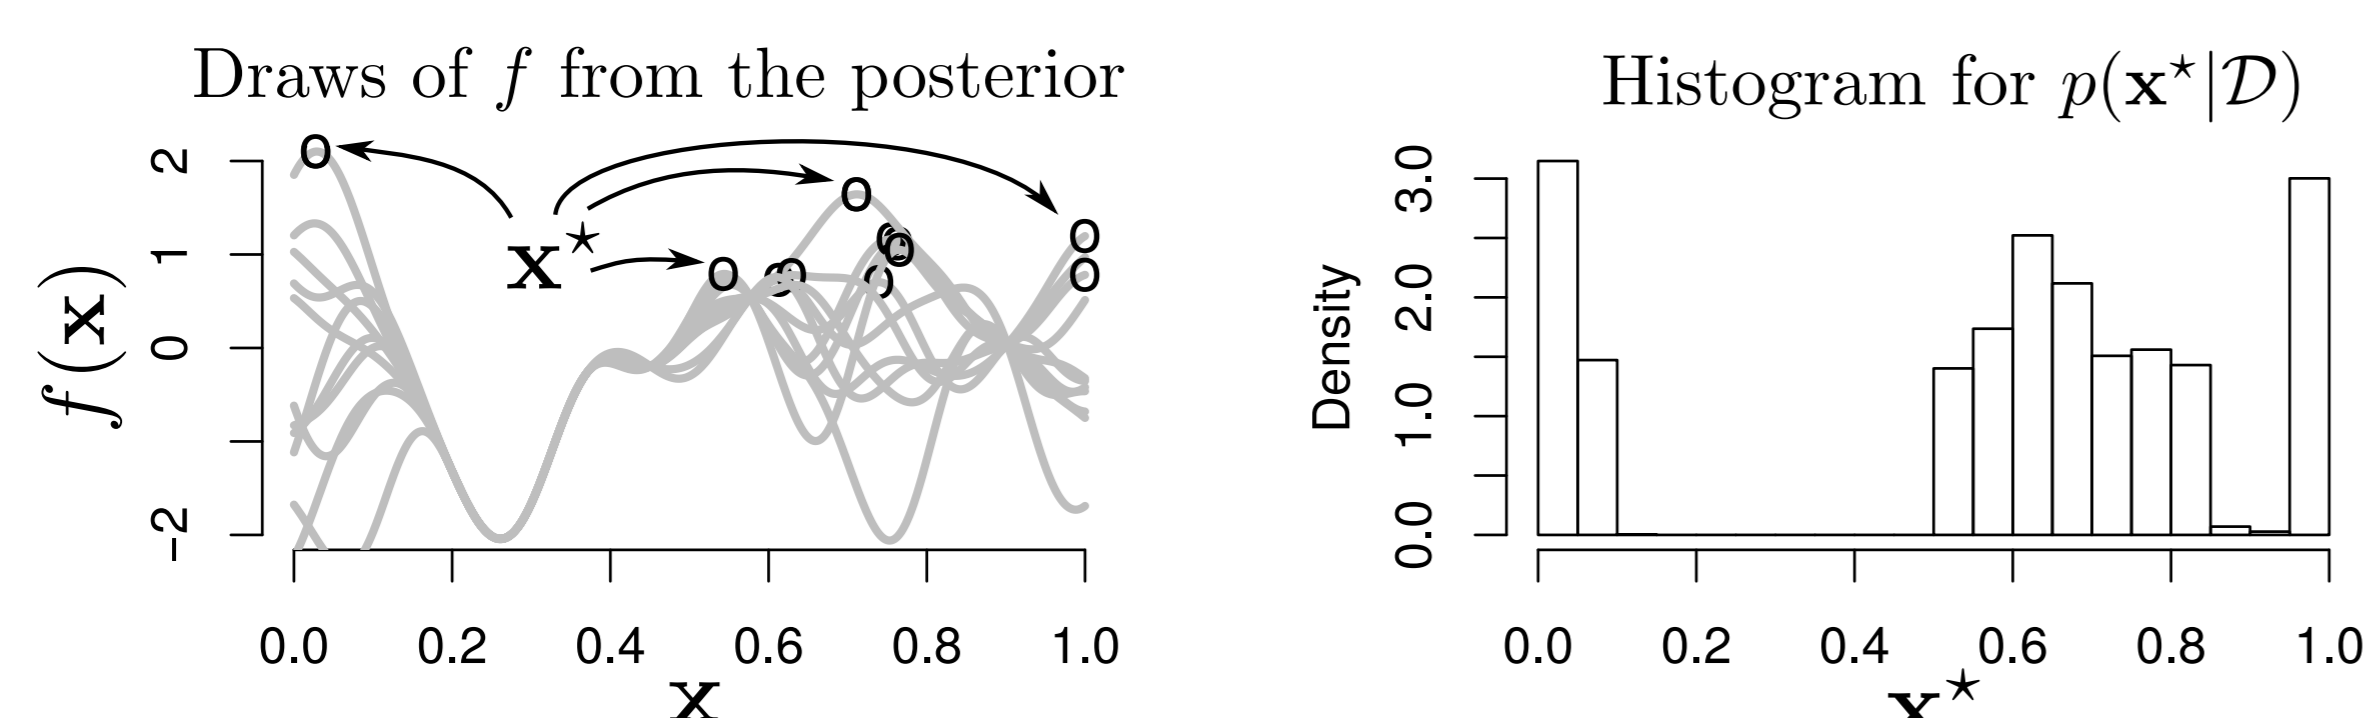 Draws of f from the posterior
f(x)
2
1
0
−2
x⋆
0.0 0.2 0.4 0.6 0.8 1.0
x
Histogram for p(x⋆|𝒟)
Density
3.0
2.0
1.0
0.0
0.0 0.2 0.4 0.6 0.8 1.0
x⋆